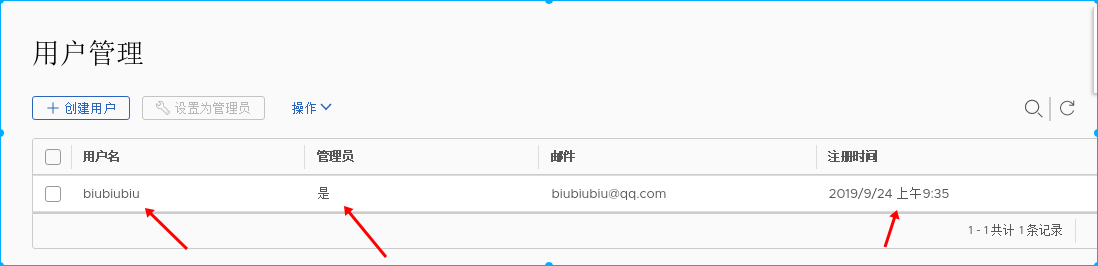 用户管理
创建用户 设置为管理员 操作
用户名 管理员 邮件 注册时间
biubiubiu 是 biubiubiu@qq.com 2019/9/24 上午9:35
1 - 1共计 1条记录